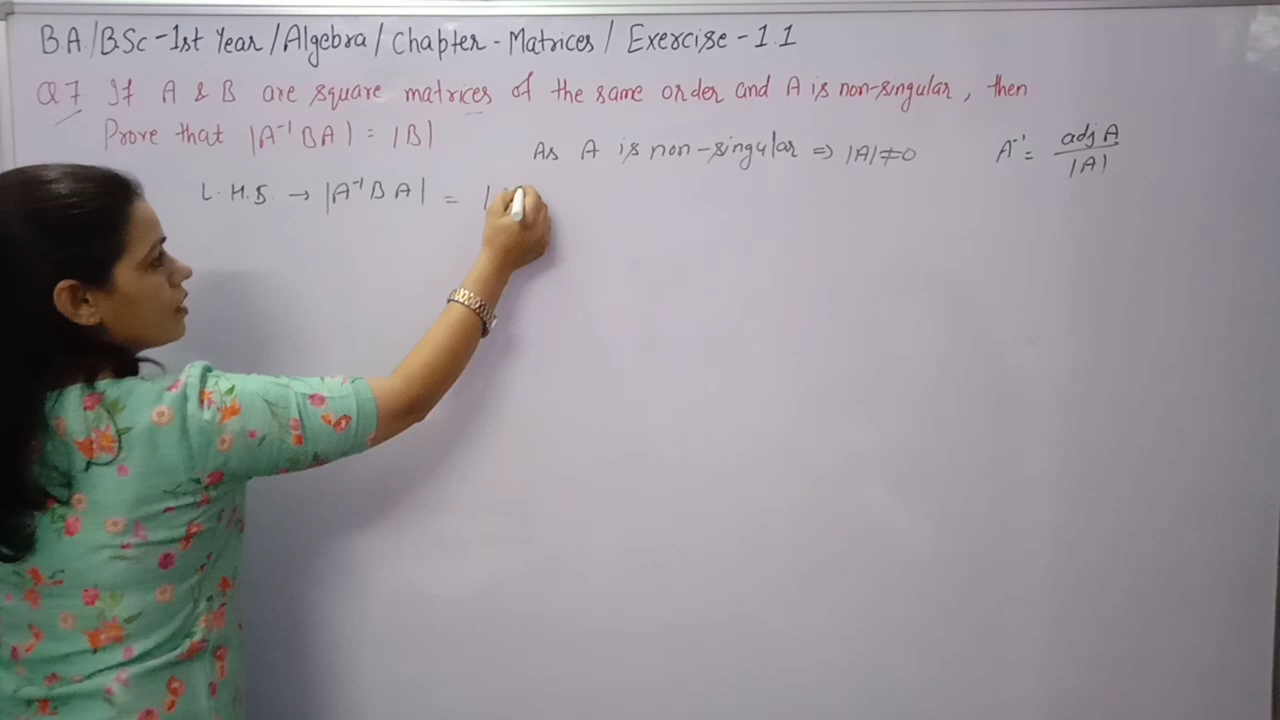 BA/BSc-1st Year/Algebra/Chapter-Matrices/Exercise-1.1
Q7 If A & B are square matrices of the same order and A is non-singular, then
Prove that |A⁻¹BA| = |B|
As A is non-singular ⇒ |A|≠0
A⁻¹ = adj A / |A|
L.H.S. → |A⁻¹BA| = |